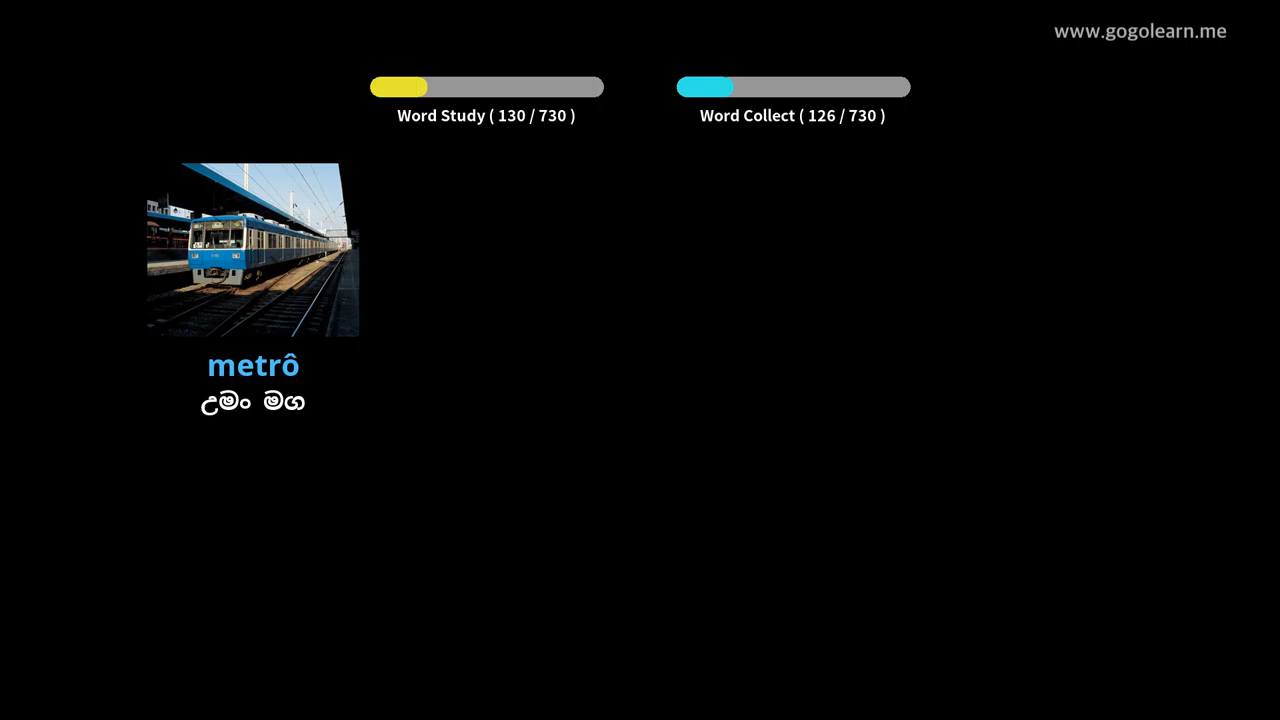 www.gogolearn.me
Word Study ( 130 / 730 )
Word Collect ( 126 / 730 )
metrô
උමං මග